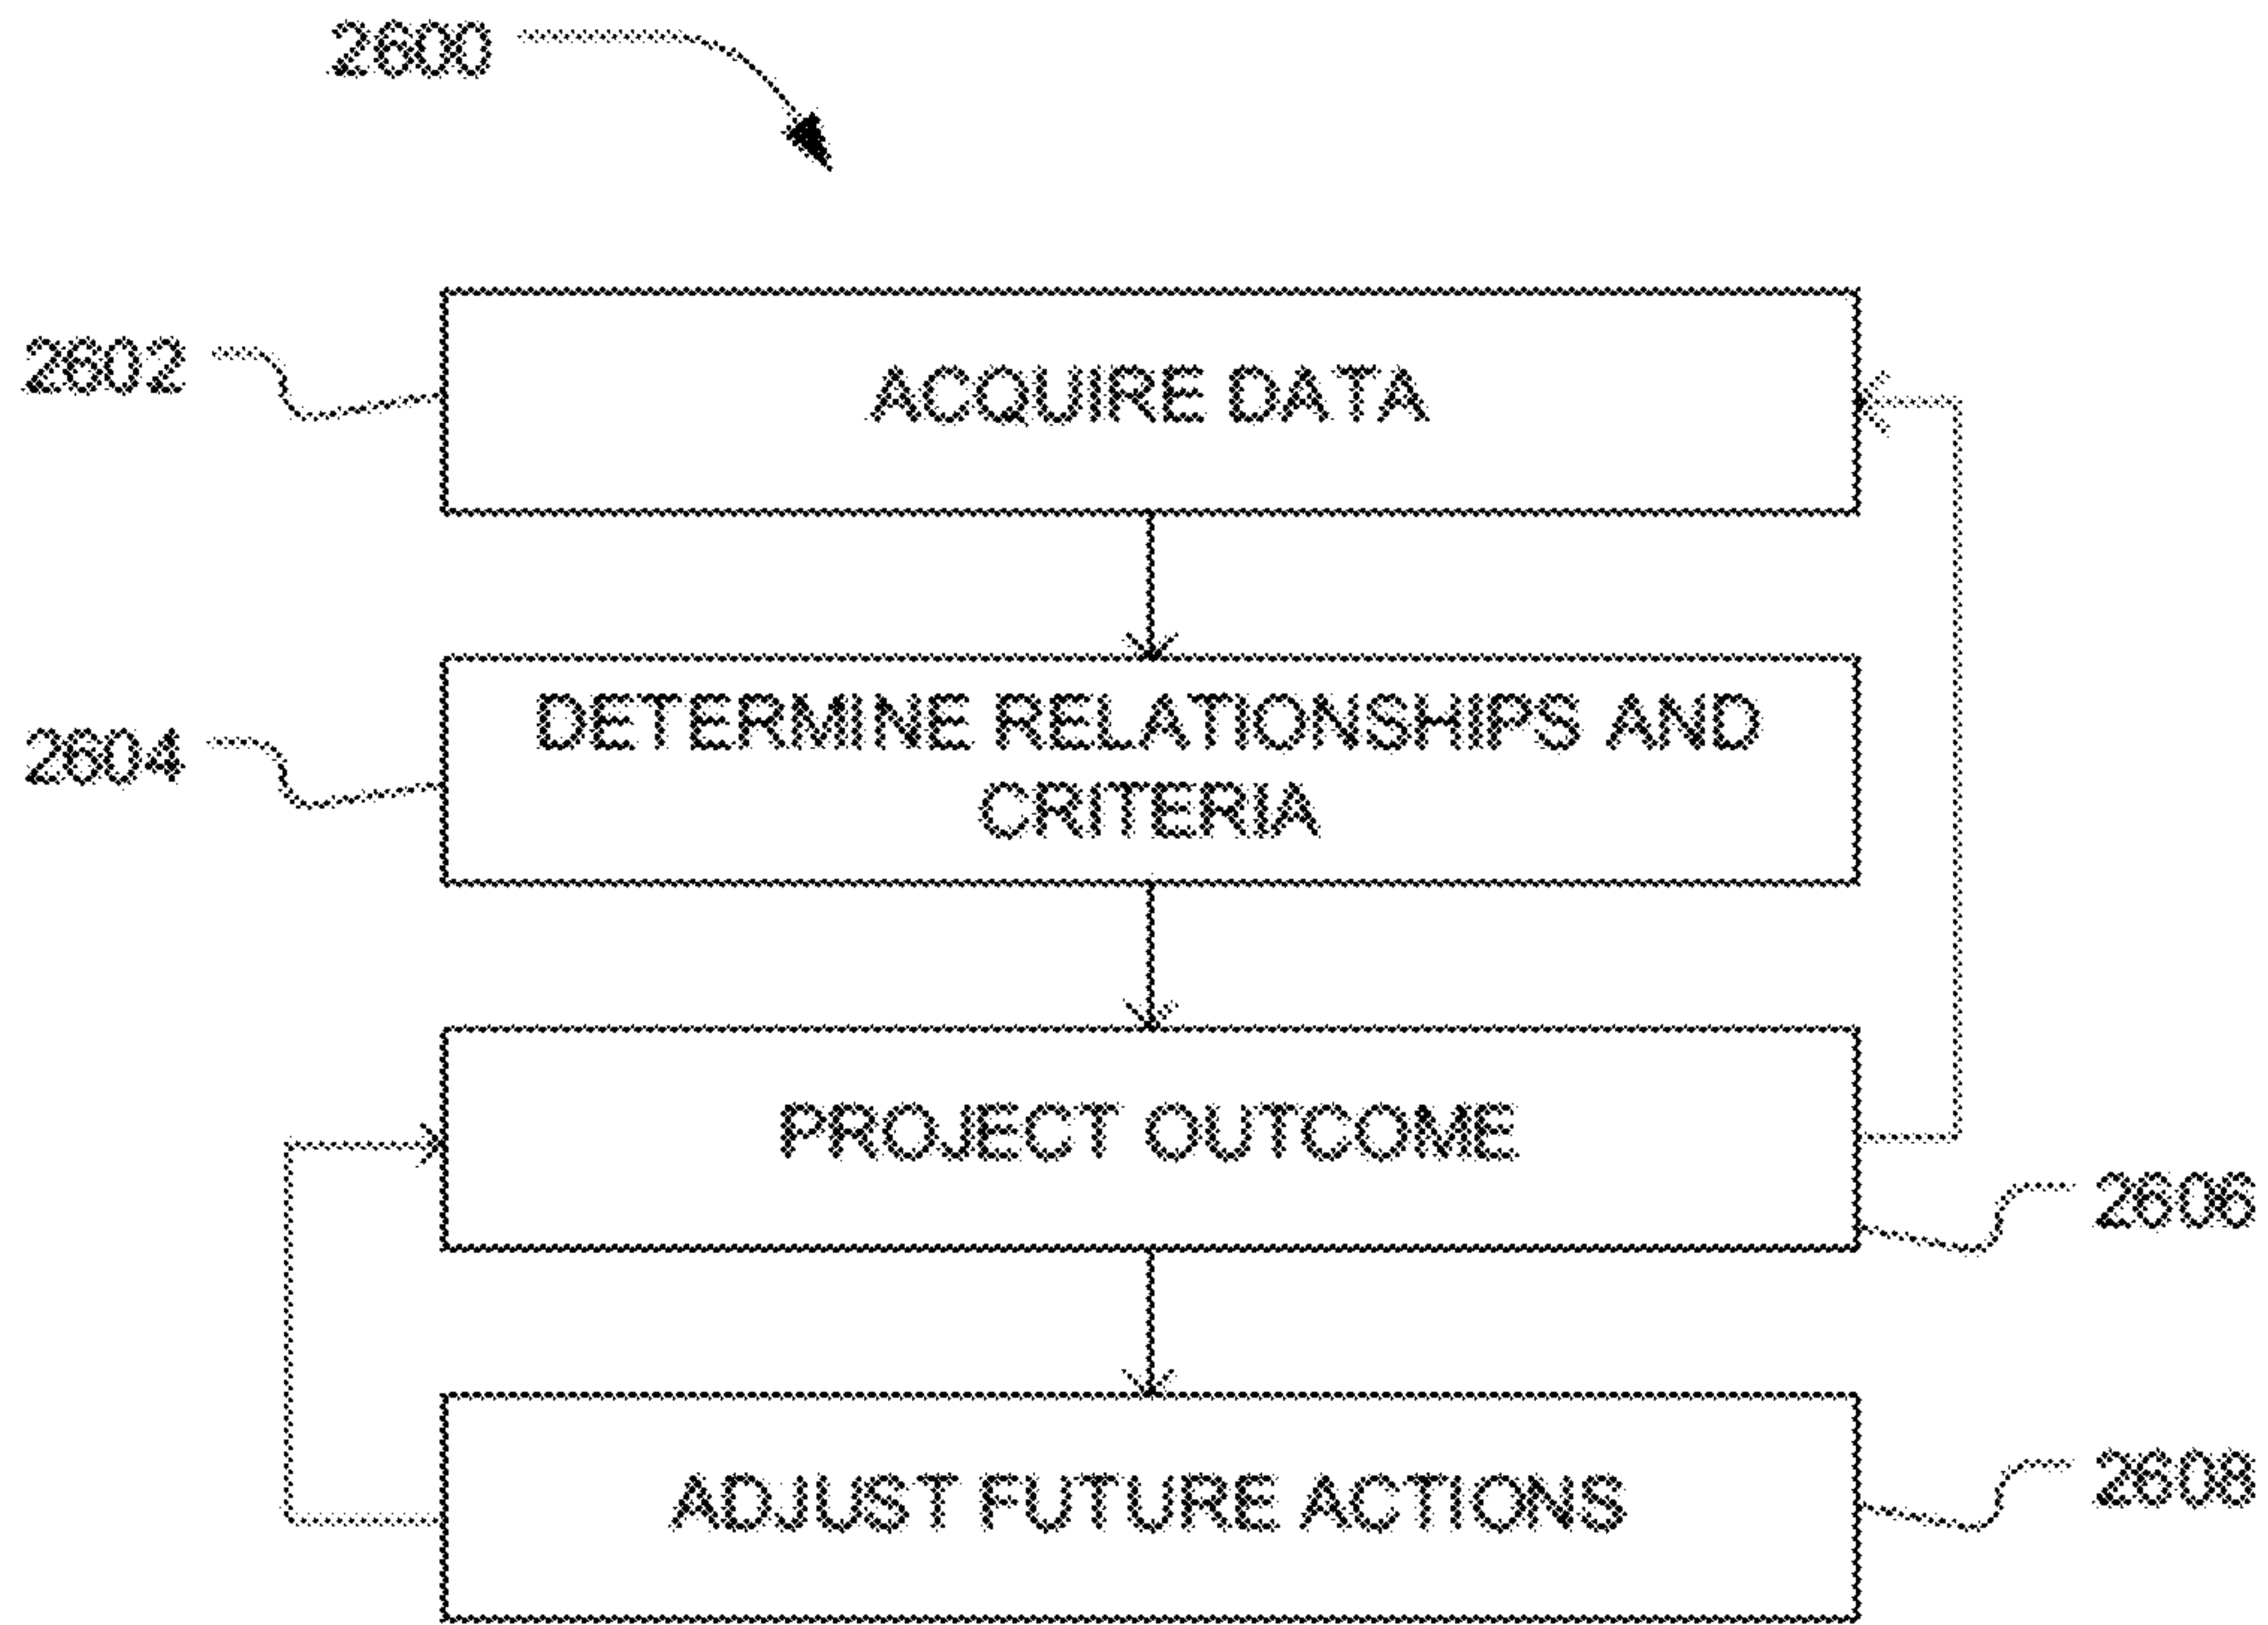 2600
2602
ACQUIRE DATA
2604
DETERMINE RELATIONSHIPS AND
CRITERIA
PROJECT OUTCOME
2606
ADJUST FUTURE ACTIONS
2608